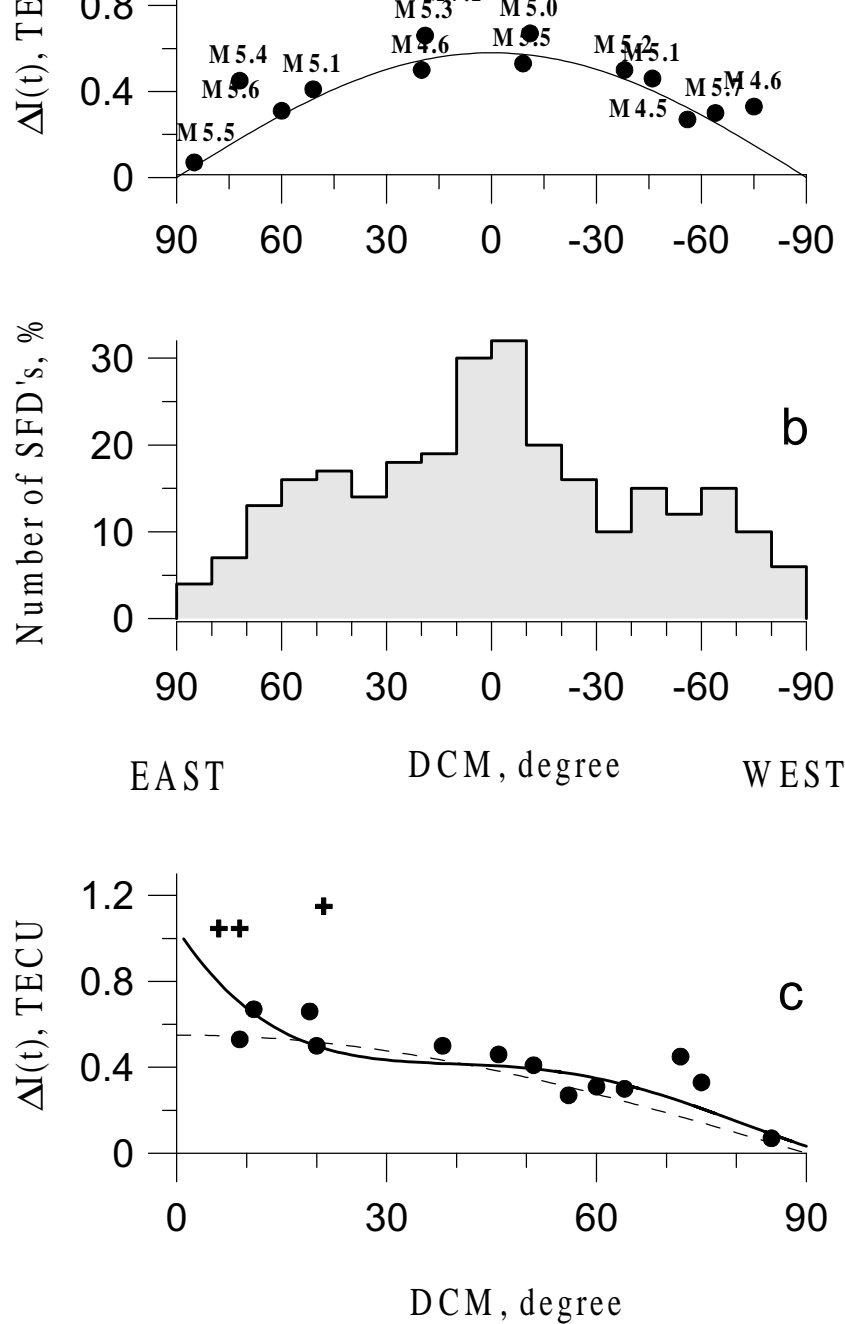 0.8
ΔI(t), TE
M 5.3
M 5.0
M 4.6
M 5.5
M 5.2
M 5.1
M 5.4
M 5.6
M 5.1
M 5.7
M 4.6
M 4.5
M 5.5
0.4
0
90 60 30 0 -30 -60 -90
Number of SFD's, %
30
20
10
0
b
90 60 30 0 -30 -60 -90
EAST DCM, degree WEST
ΔI(t), TECU
1.2
0.8
0.4
0
c
0 30 60 90
DCM, degree